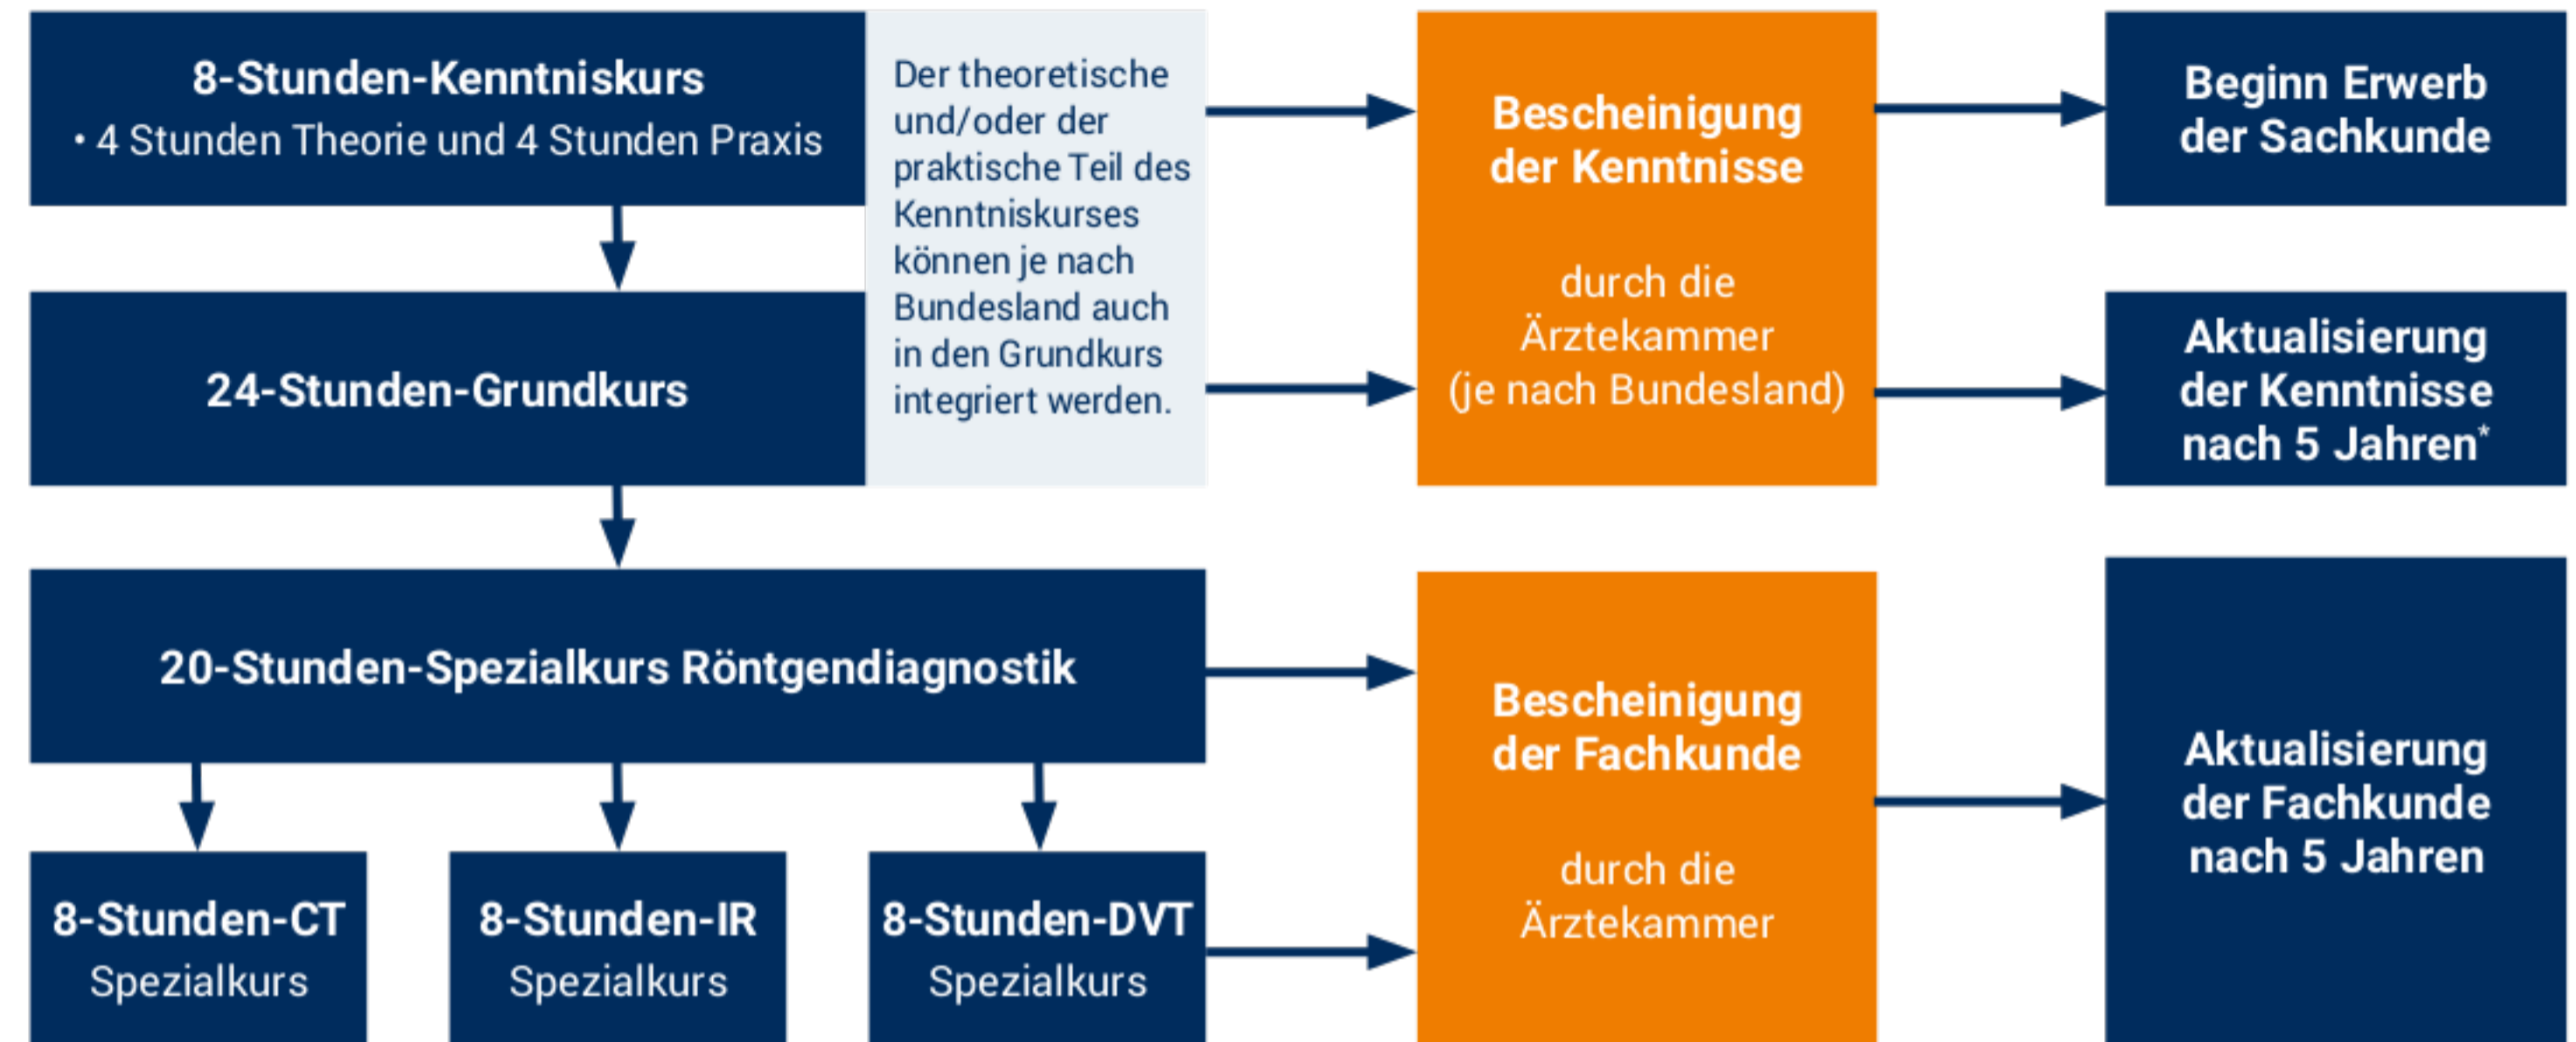 8-Stunden-Kenntniskurs
• 4 Stunden Theorie und 4 Stunden Praxis
Der theoretische
und/oder der
praktische Teil des
Kenntniskurses
können je nach
Bundesland auch
in den Grundkurs
integriert werden.
Bescheinigung
der Kenntnisse
durch die
Ärztekammer
(je nach Bundesland)
Beginn Erwerb
der Sachkunde
24-Stunden-Grundkurs
Aktualisierung
der Kenntnisse
nach 5 Jahren*
20-Stunden-Spezialkurs Röntgendiagnostik
Bescheinigung
der Fachkunde
durch die
Ärztekammer
Aktualisierung
der Fachkunde
nach 5 Jahren
8-Stunden-CT
Spezialkurs
8-Stunden-IR
Spezialkurs
8-Stunden-DVT
Spezialkurs